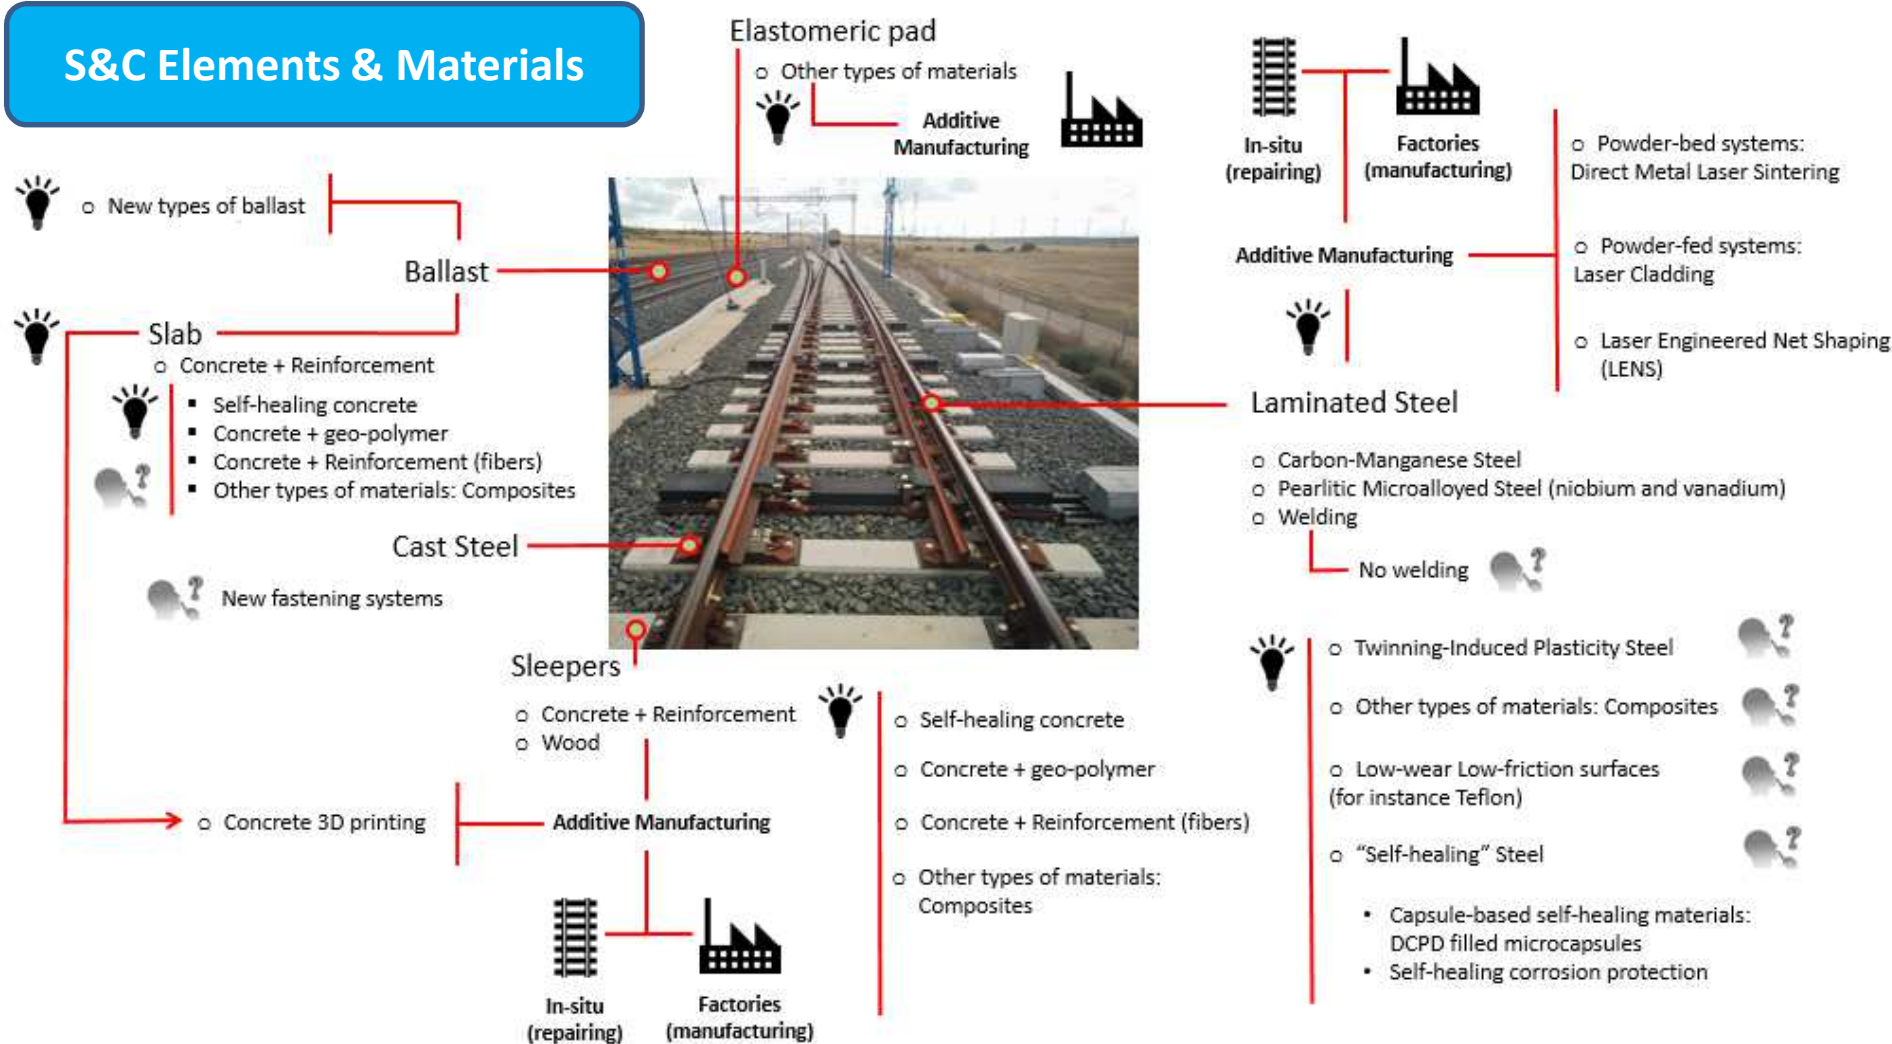 S&C Elements & Materials
Elastomeric pad
o Other types of materials
Additive
Manufacturing
In-situ
(repairing)
Factories
(manufacturing)
o Powder-bed systems:
Direct Metal Laser Sintering
o Powder-fed systems:
Laser Cladding
o Laser Engineered Net Shaping
(LENS)
Additive Manufacturing
o New types of ballast
Ballast
Slab
o Concrete + Reinforcement
▪ Self-healing concrete
▪ Concrete + geo-polymer
▪ Concrete + Reinforcement (fibers)
▪ Other types of materials: Composites
?
Cast Steel
? New fastening systems
Laminated Steel
o Carbon-Manganese Steel
o Pearlitic Microalloyed Steel (niobium and vanadium)
o Welding
No welding ?
o Twinning-Induced Plasticity Steel ?
o Other types of materials: Composites ?
o Low-wear Low-friction surfaces
(for instance Teflon) ?
o “Self-healing” Steel ?
• Capsule-based self-healing materials:
DCPD filled microcapsules
• Self-healing corrosion protection
Sleepers
o Concrete + Reinforcement
o Wood
o Self-healing concrete
o Concrete + geo-polymer
o Concrete + Reinforcement (fibers)
o Other types of materials:
Composites
o Concrete 3D printing
Additive Manufacturing
In-situ
(repairing)
Factories
(manufacturing)